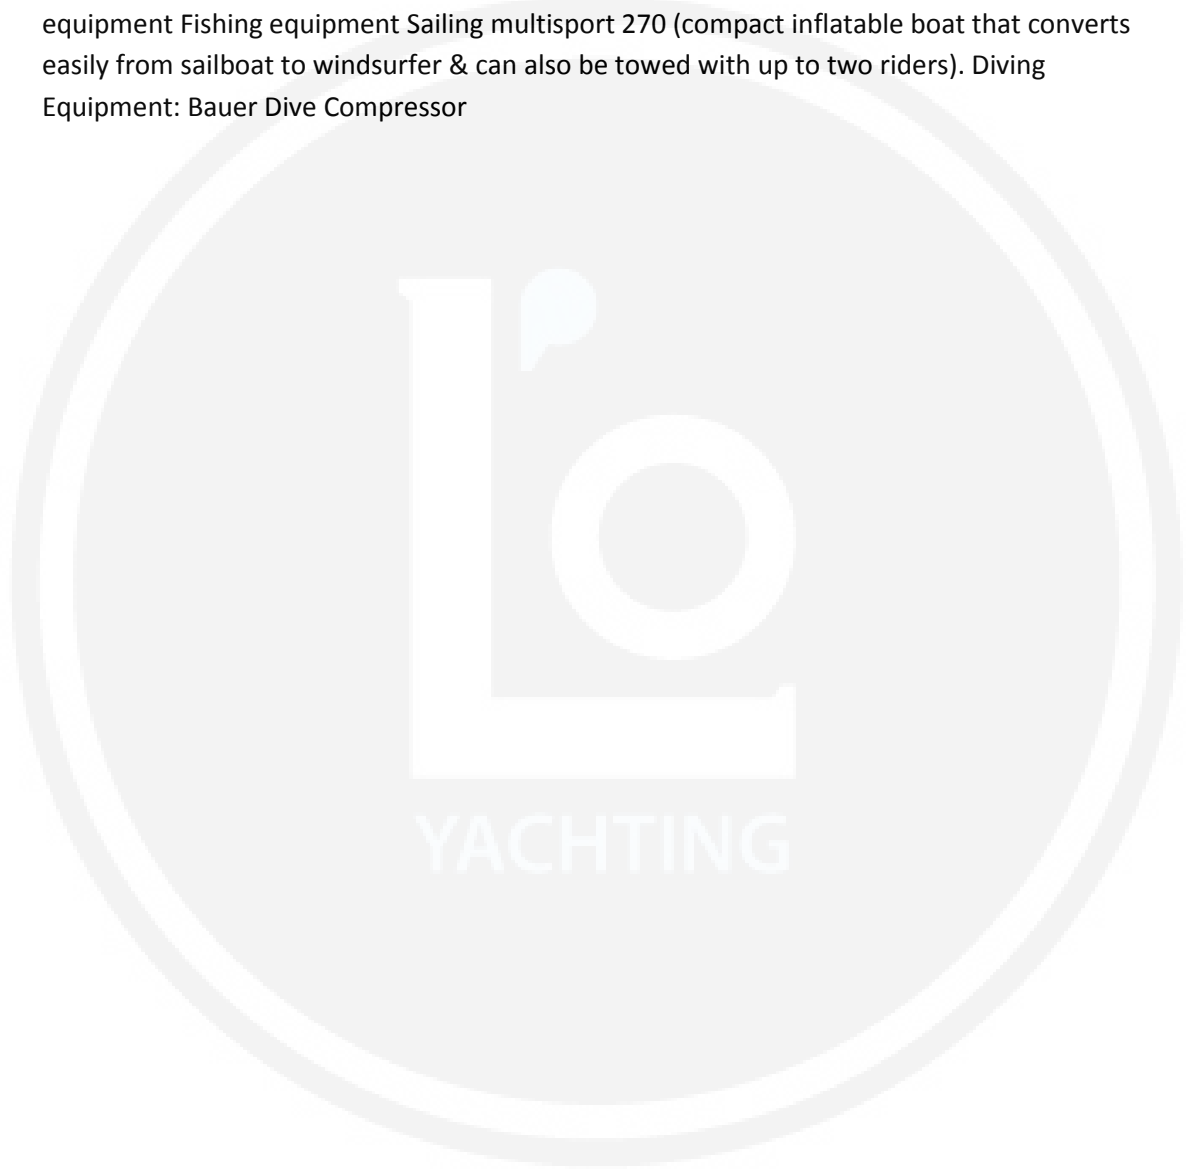 equipment Fishing equipment Sailing multisport 270 (compact inflatable boat that converts
easily from sailboat to windsurfer & can also be towed with up to two riders). Diving
Equipment: Bauer Dive Compressor
L'O
YACHTING